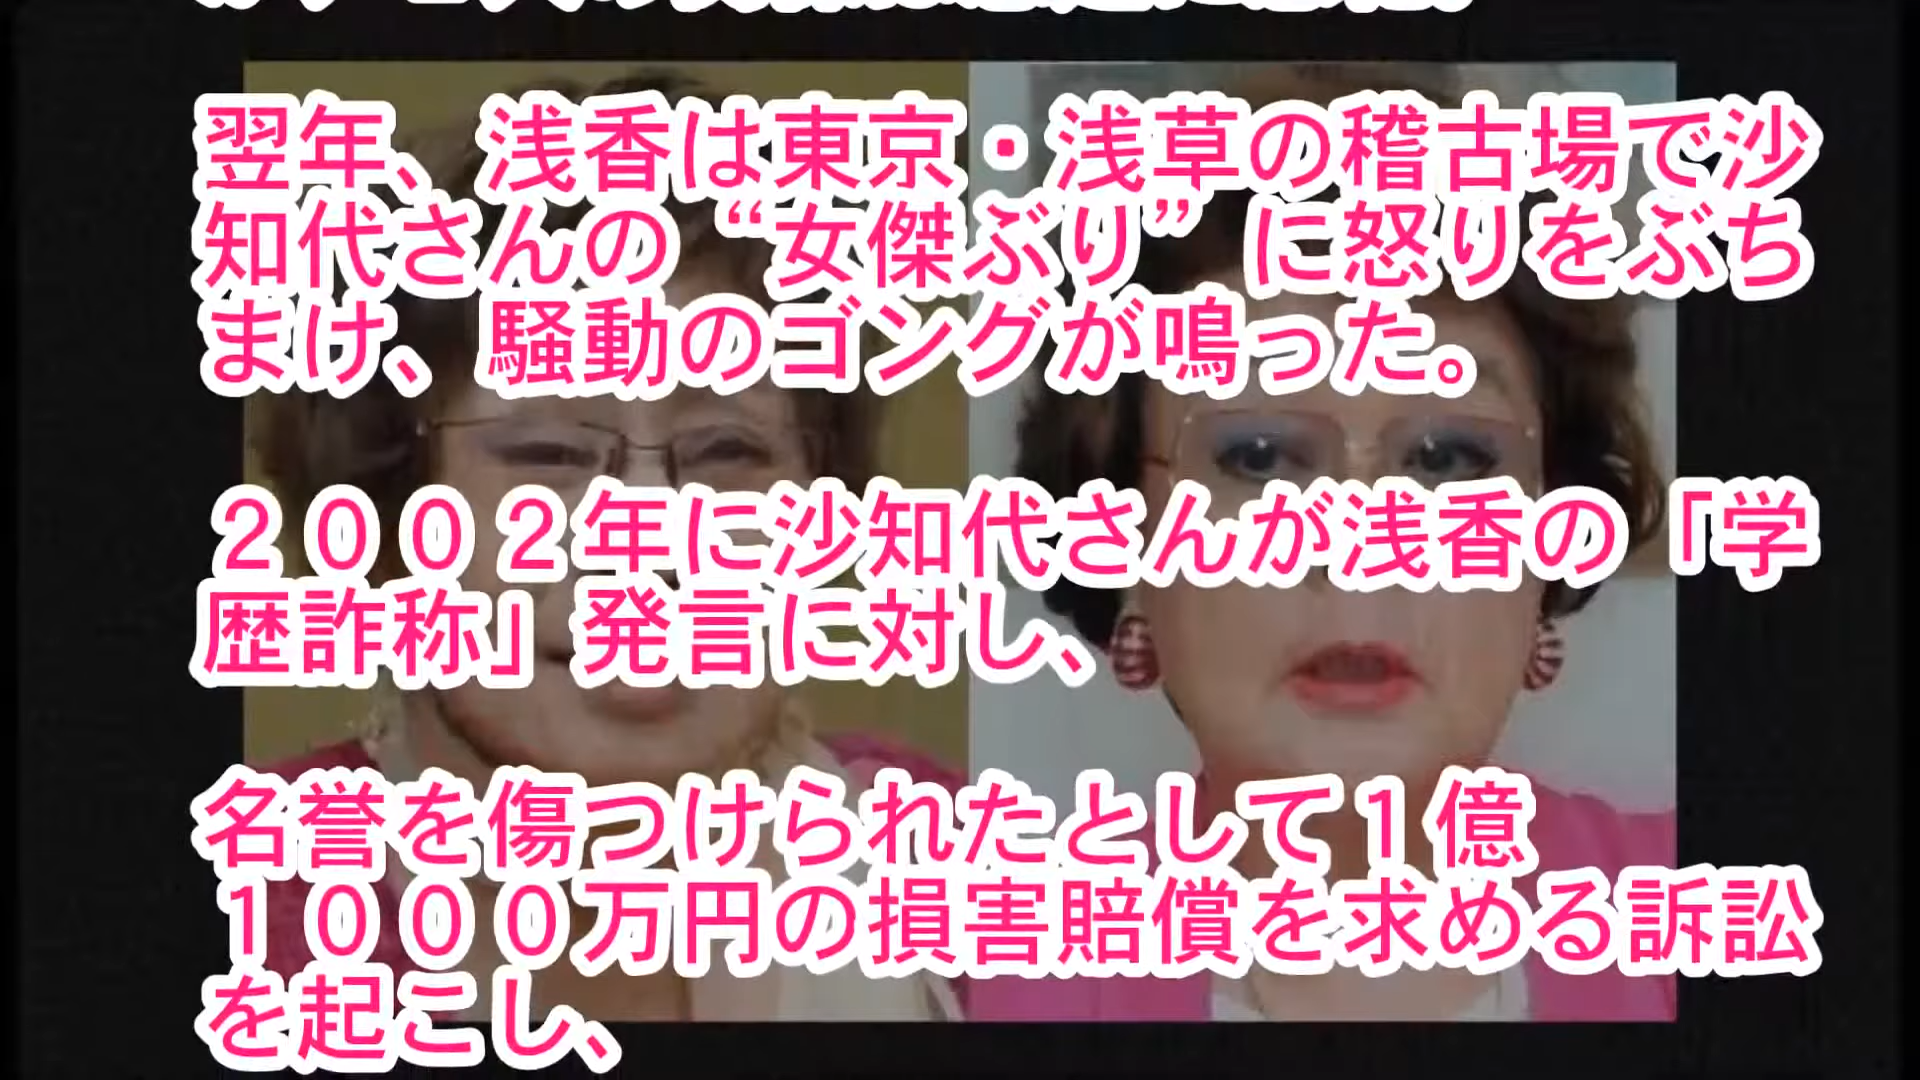 翌年、浅香は東京・浅草の稽古場で沙
知代さんの“女傑ぶり”に怒りをぶち
まけ、騒動のゴングが鳴った。
２００２年に沙知代さんが浅香の「学
歴詐称」発言に対し、
名誉を傷つけられたとして１億
１０００万円の損害賠償を求める訴訟
を起こし、